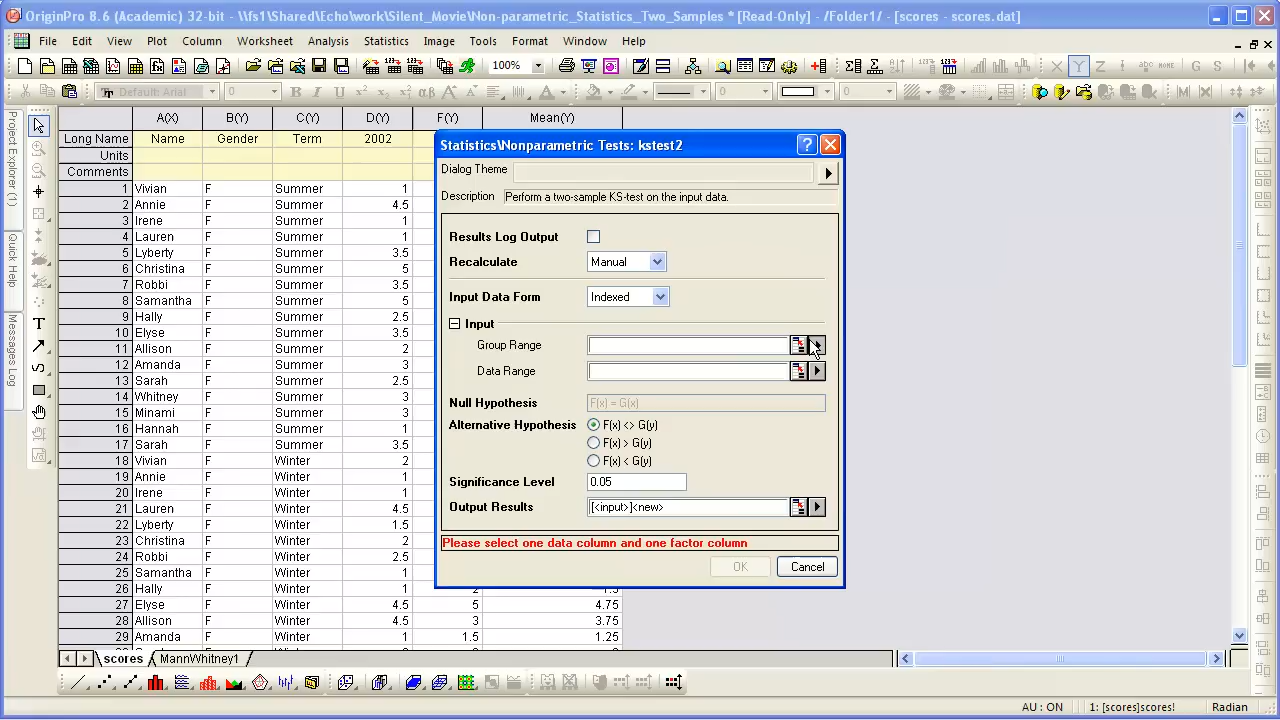 OriginPro 8.6 (Academic) 32-bit - \\fs1\Shared\Echo\work\Silent_Movie\Non-parametric_Statistics_Two_Samples * [Read-Only] - /Folder1/ - [scores - scores.dat]
File Edit View Plot Column Worksheet Analysis Statistics Image Tools Format Window Help
100%
Default: Arial 0 B I U 0 0
Project Explorer (1)
Quick Help
Messages Log
A(X) B(Y) C(Y) D(Y) F(Y) Mean(Y)
Long Name Name Gender Term 2002
Units
Comments
1 Vivian F Summer 1
2 Annie F Summer 4.5
3 Irene F Summer 1
4 Lauren F Summer 1
5 Lyberty F Summer 3.5
6 Christina F Summer 5
7 Robbi F Summer 3.5
8 Samantha F Summer 5
9 Hally F Summer 2.5
10 Elyse F Summer 3.5
11 Allison F Summer 2
12 Amanda F Summer 3
13 Sarah F Summer 2.5
14 Whitney F Summer 3
15 Minami F Summer 3
16 Hannah F Summer 1
17 Sarah F Summer 3.5
18 Vivian F Winter 2
19 Annie F Winter 1
20 Irene F Winter 1
21 Lauren F Winter 4.5
22 Lyberty F Winter 1.5
23 Christina F Winter 2
24 Robbi F Winter 2.5
25 Samantha F Winter 1
26 Hally F Winter 1
27 Elyse F Winter 4.5 5 4.75
28 Allison F Winter 4.5 3 3.75
29 Amanda F Winter 1 1.5 1.25
Statistics\Nonparametric Tests: kstest2
Dialog Theme
Description Perform a two-sample KS-test on the input data.
Results Log Output
Recalculate Manual
Input Data Form Indexed
Input
Group Range
Data Range
Null Hypothesis F(x) = G(x)
Alternative Hypothesis F(x) <> G(y)
F(x) > G(y)
F(x) < G(y)
Significance Level 0.05
Output Results [<input>]<new>
Please select one data column and one factor column
OK Cancel
scores MannWhitney1
AU : ON 1: [scores]scores! Radian